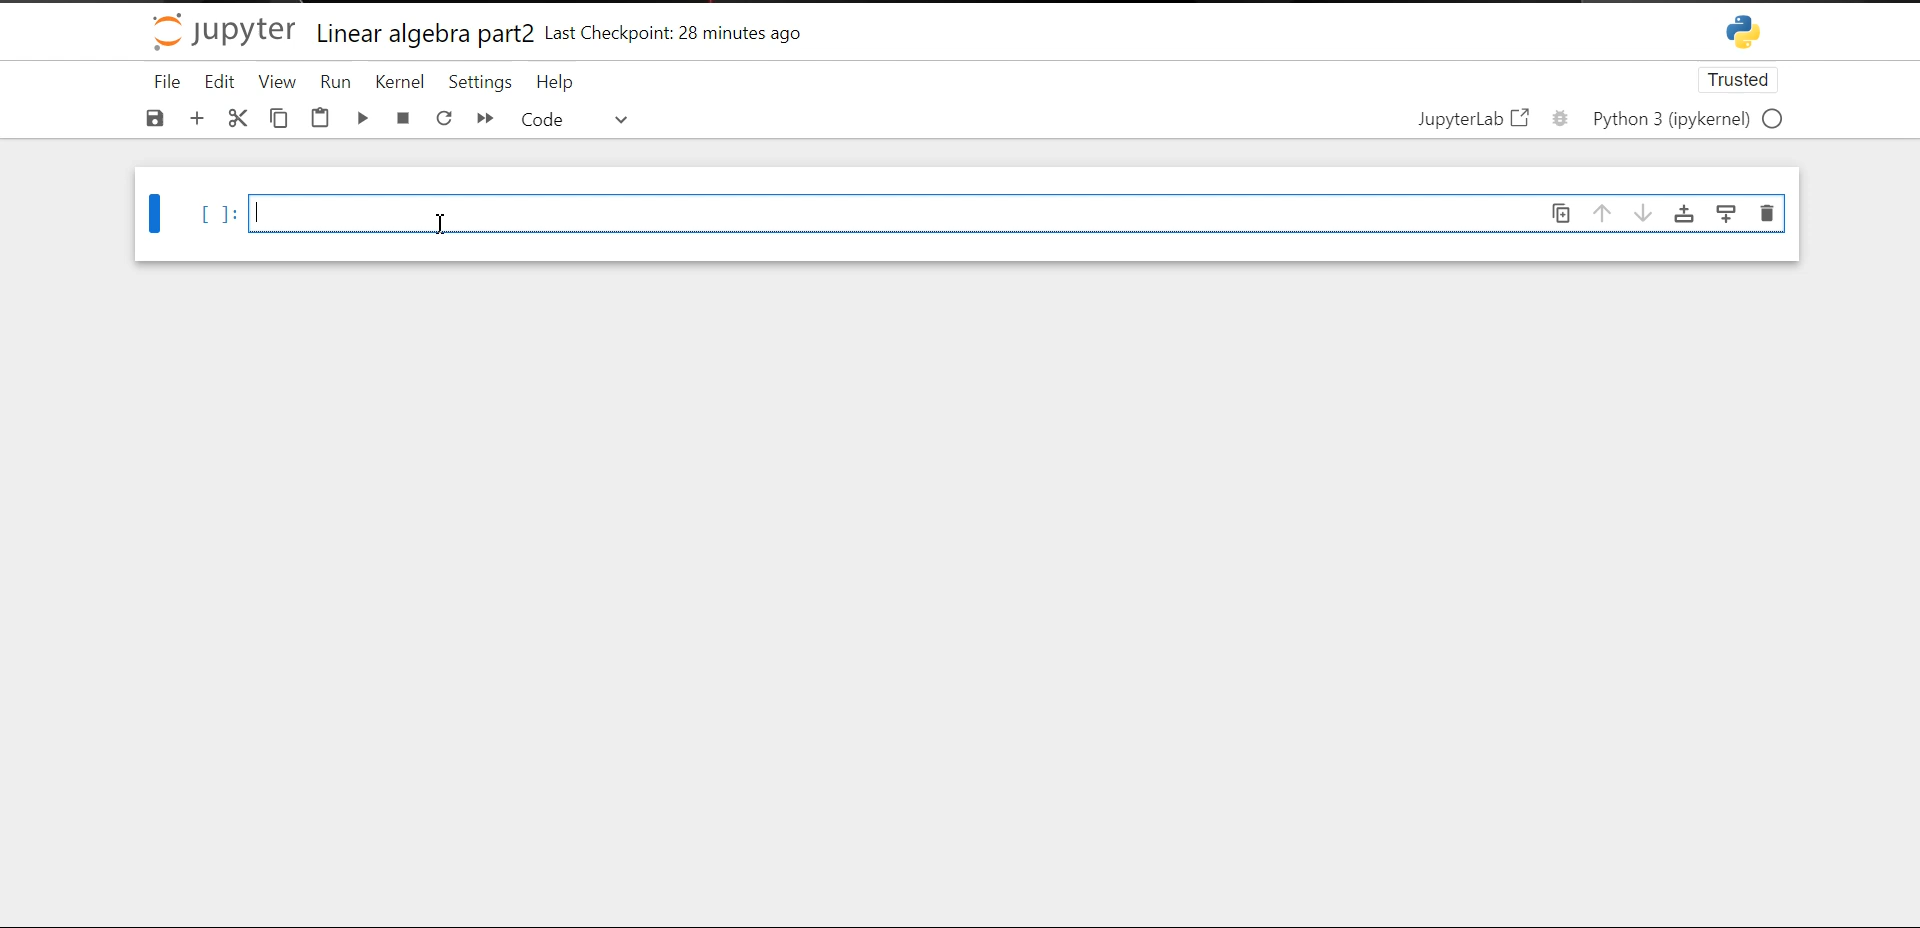 jupyter Linear algebra part2 Last Checkpoint: 28 minutes ago
File Edit View Run Kernel Settings Help Trusted
Code JupyterLab Python 3 (ipykernel)
[ ]: